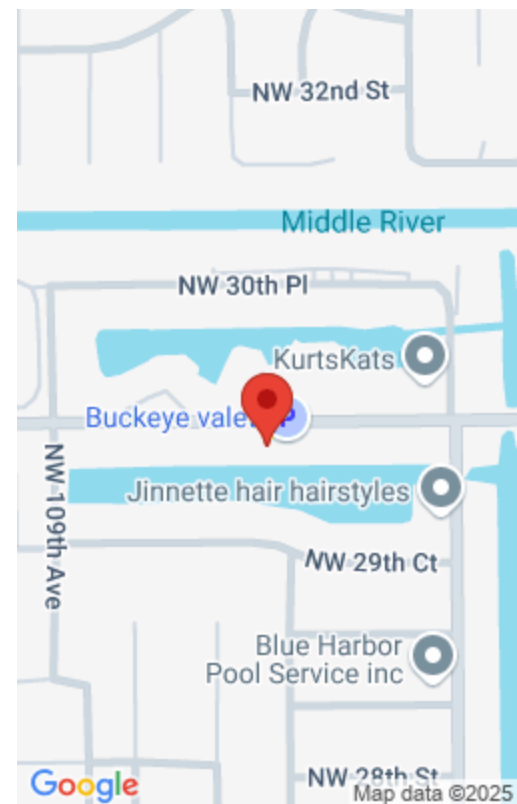 NW 32nd St
Middle River
NW 30th Pl
KurtsKats
Buckeye vale
P
NW 109th Ave
Jinnette hair hairstyles
NW 29th Ct
Blue Harbor
Pool Service inc
NW 28th St
Google
Map data ©2025